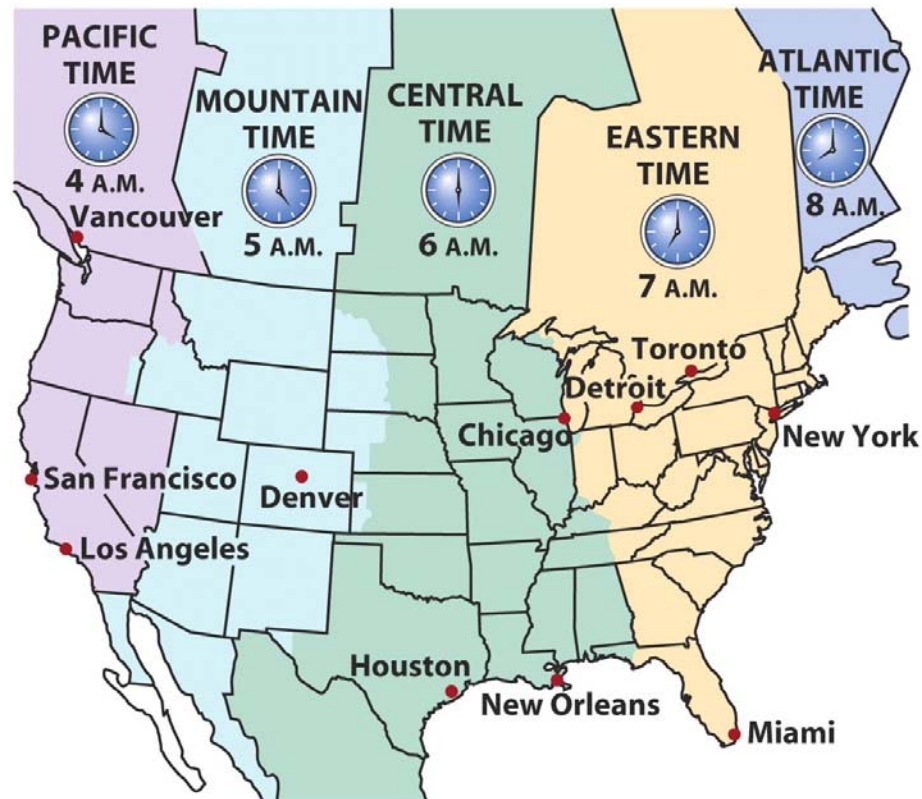 PACIFIC
TIME
4 A.M.
MOUNTAIN
TIME
5 A.M.
CENTRAL
TIME
6 A.M.
EASTERN
TIME
7 A.M.
ATLANTIC
TIME
8 A.M.
Vancouver
Toronto
Detroit
Chicago
New York
San Francisco
Denver
Los Angeles
Houston
New Orleans
Miami